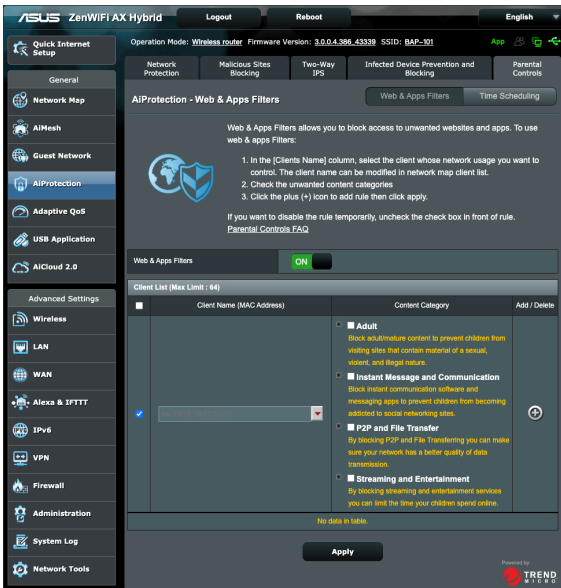 ASUS ZenWiFi AX Hybrid Logout Reboot English
Quick Internet Setup
Operation Mode: Wireless router Firmware Version: 3.0.0.4.386_43339 SSID: BAP-101 App
General
Network Map
AiMesh
Guest Network
AiProtection
Adaptive QoS
USB Application
AiCloud 2.0
Advanced Settings
Wireless
LAN
WAN
Alexa & IFTTT
IPv6
VPN
Firewall
Administration
System Log
Network Tools
Network Protection
Malicious Sites Blocking
Two-Way IPS
Infected Device Prevention and Blocking
Parental Controls
AiProtection - Web & Apps Filters
Web & Apps Filters Time Scheduling
Web & Apps Filters allows you to block access to unwanted websites and apps. To use
web & apps Filters:
1. In the [Clients Name] column, select the client whose network usage you want to
control. The client name can be modified in network map client list.
2. Check the unwanted content categories
3. Click the plus (+) icon to add rule then click apply.
If you want to disable the rule temporarily, uncheck the check box in front of rule.
Parental Controls FAQ
Web & Apps Filters ON
Client List (Max Limit : 64)
Client Name (MAC Address) Content Category Add / Delete
Adult
Block adult/mature content to prevent children from
visiting sites that contain material of a sexual,
violent, and illegal nature.
Instant Message and Communication
Block instant communication software and
messaging apps to prevent children from becoming
addicted to social networking sites.
P2P and File Transfer
By blocking P2P and File Transferring you can make
sure your network has a better quality of data
transmission.
Streaming and Entertainment
By blocking streaming and entertainment services
you can limit the time your children spend online.
No data in table.
Apply
Powered by
TREND
MICRO